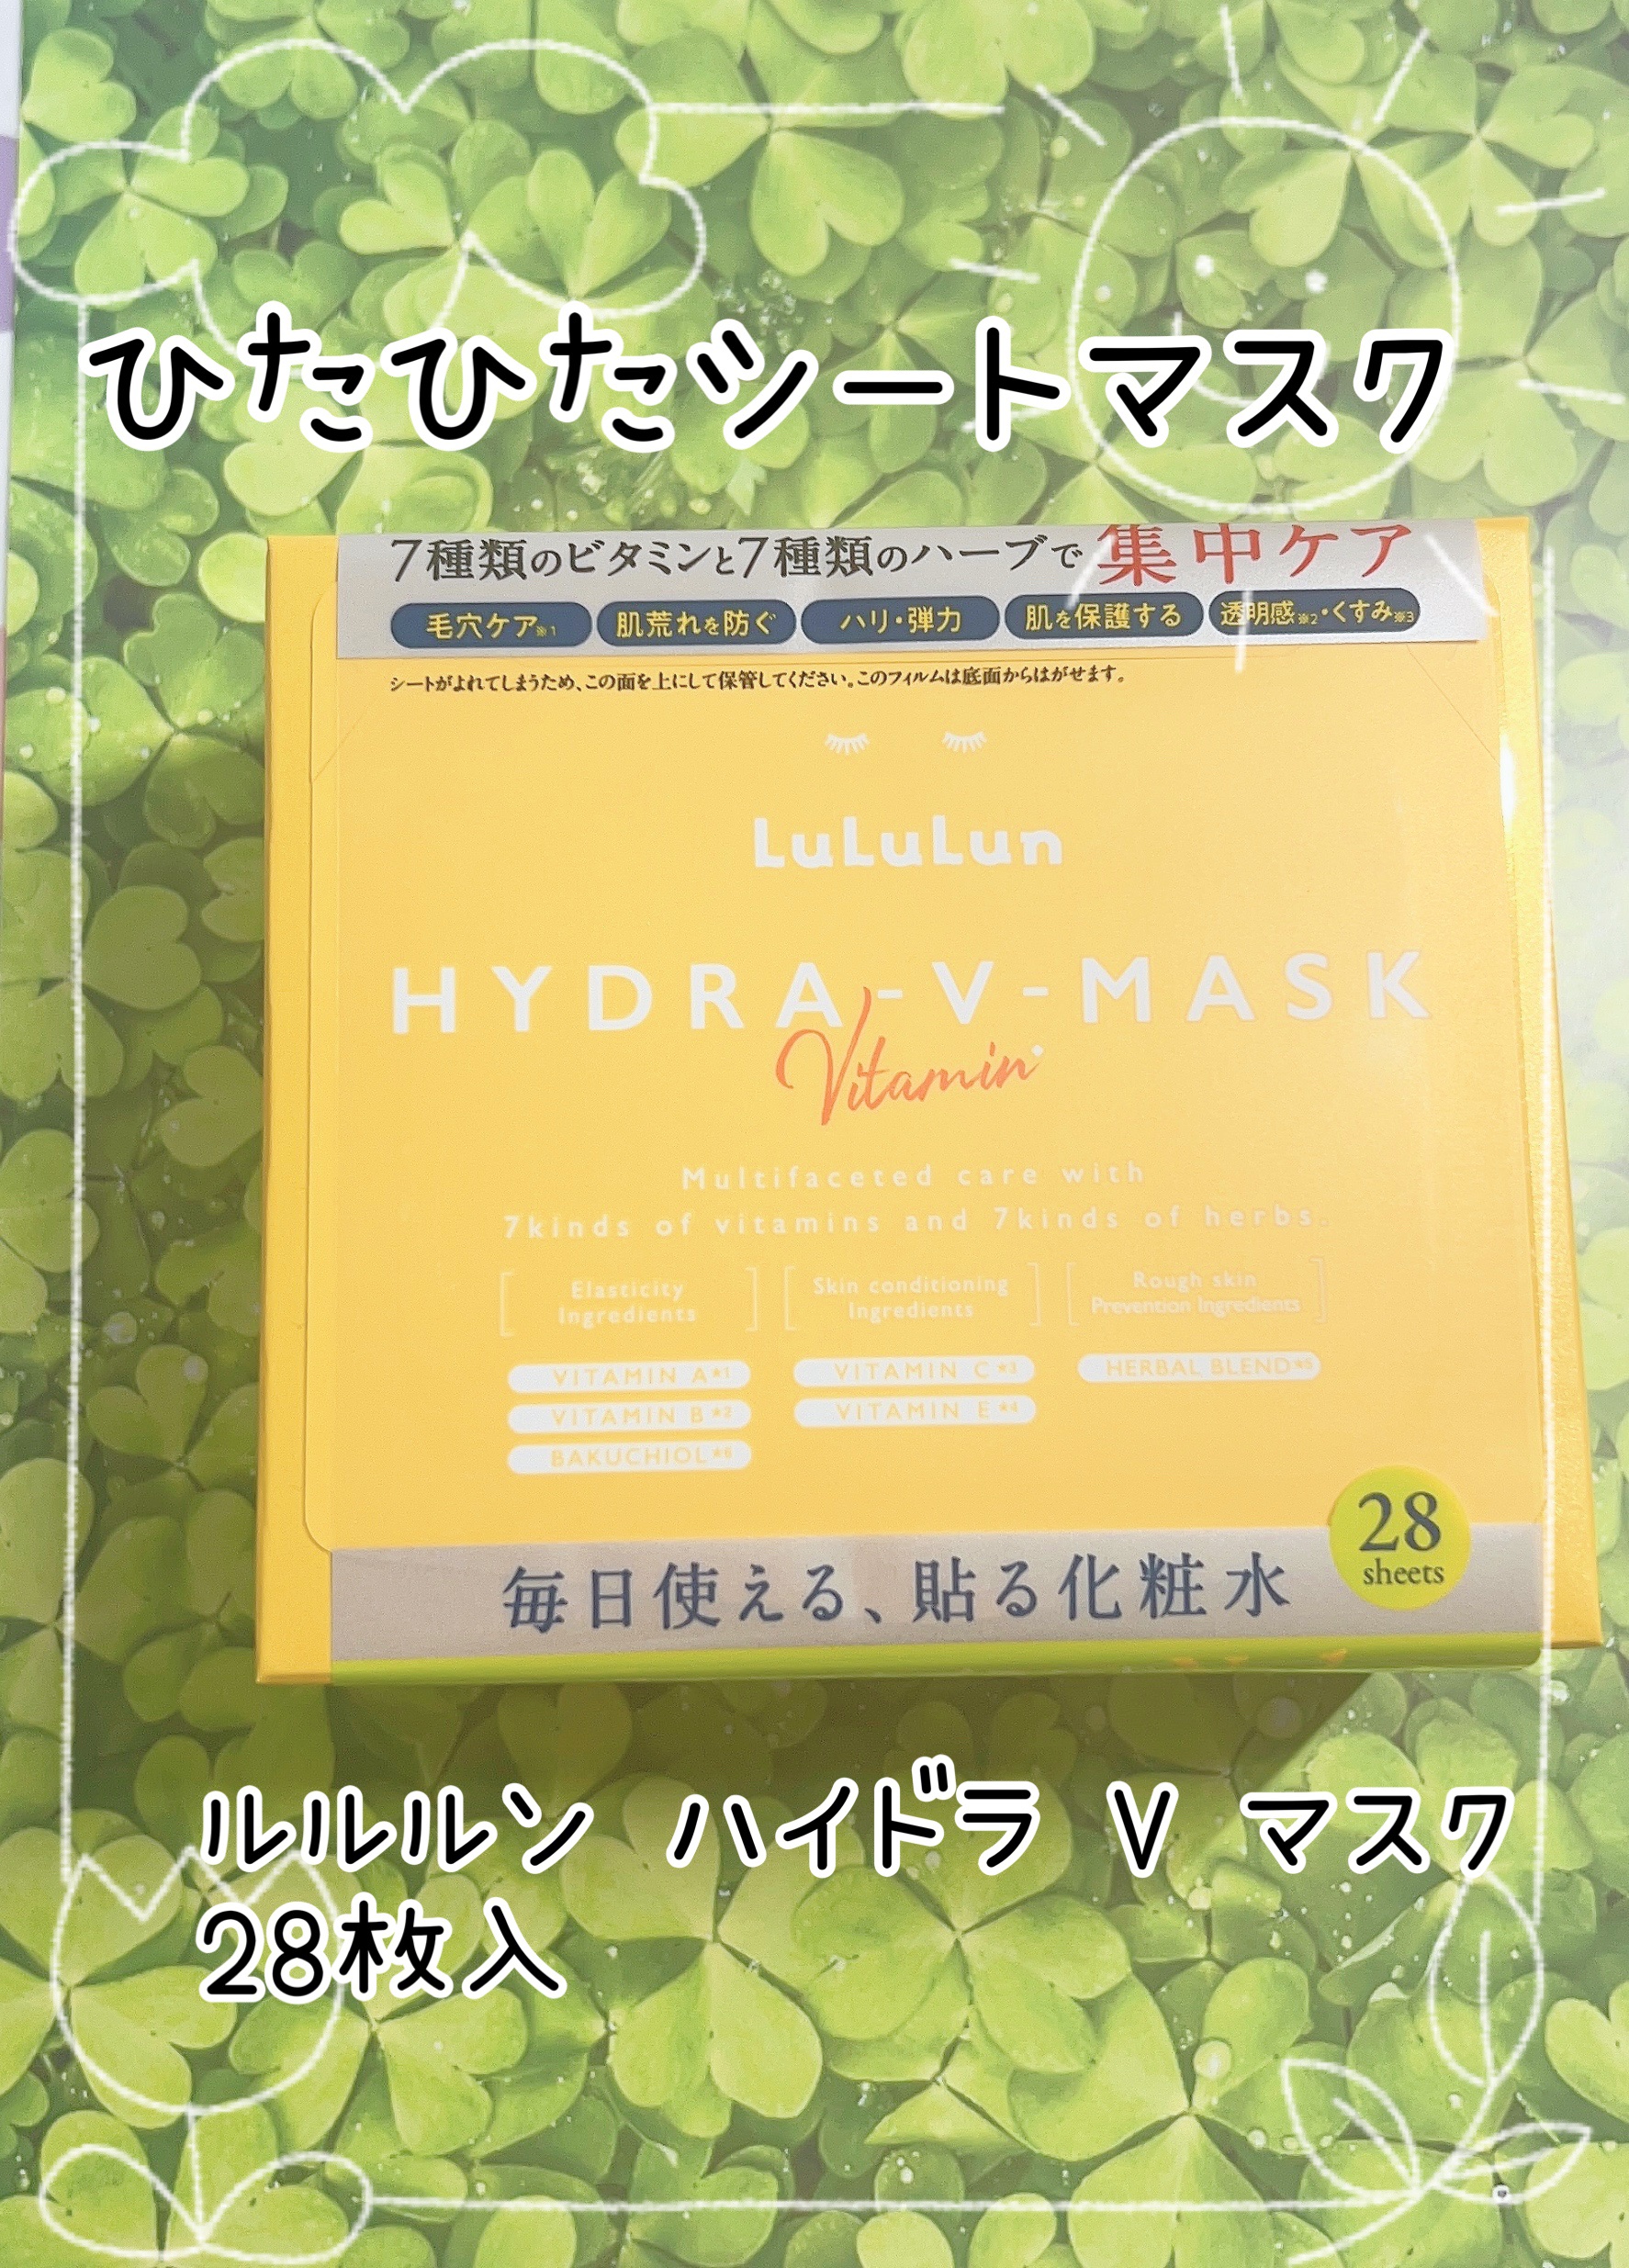 ひたひたシートマスク
7種類のビタミンと7種類のハーブで集中ケア
毛穴ケア※1 肌荒れを防ぐ ハリ・弾力 肌を保護する 透明感※2・くすみ※3
シートがよれてしまうため、この面を上にして保管してください。このフィルムは底面からはがせます。
LuLuLun
HYDRA-V-MASK
Vitamin
Multifaceted care with
7kinds of vitamins and 7kinds of herbs.
Elasticity
Ingredients
Skin conditioning
Ingredients
Rough skin
Prevention Ingredients
VITAMIN A★1
VITAMIN B★2
BAKUCHIOL★6
VITAMIN C★3
VITAMIN E★4
HERBAL BLEND★5
28
sheets
毎日使える、貼る化粧水
ルルルン ハイドラ V マスク
28枚入